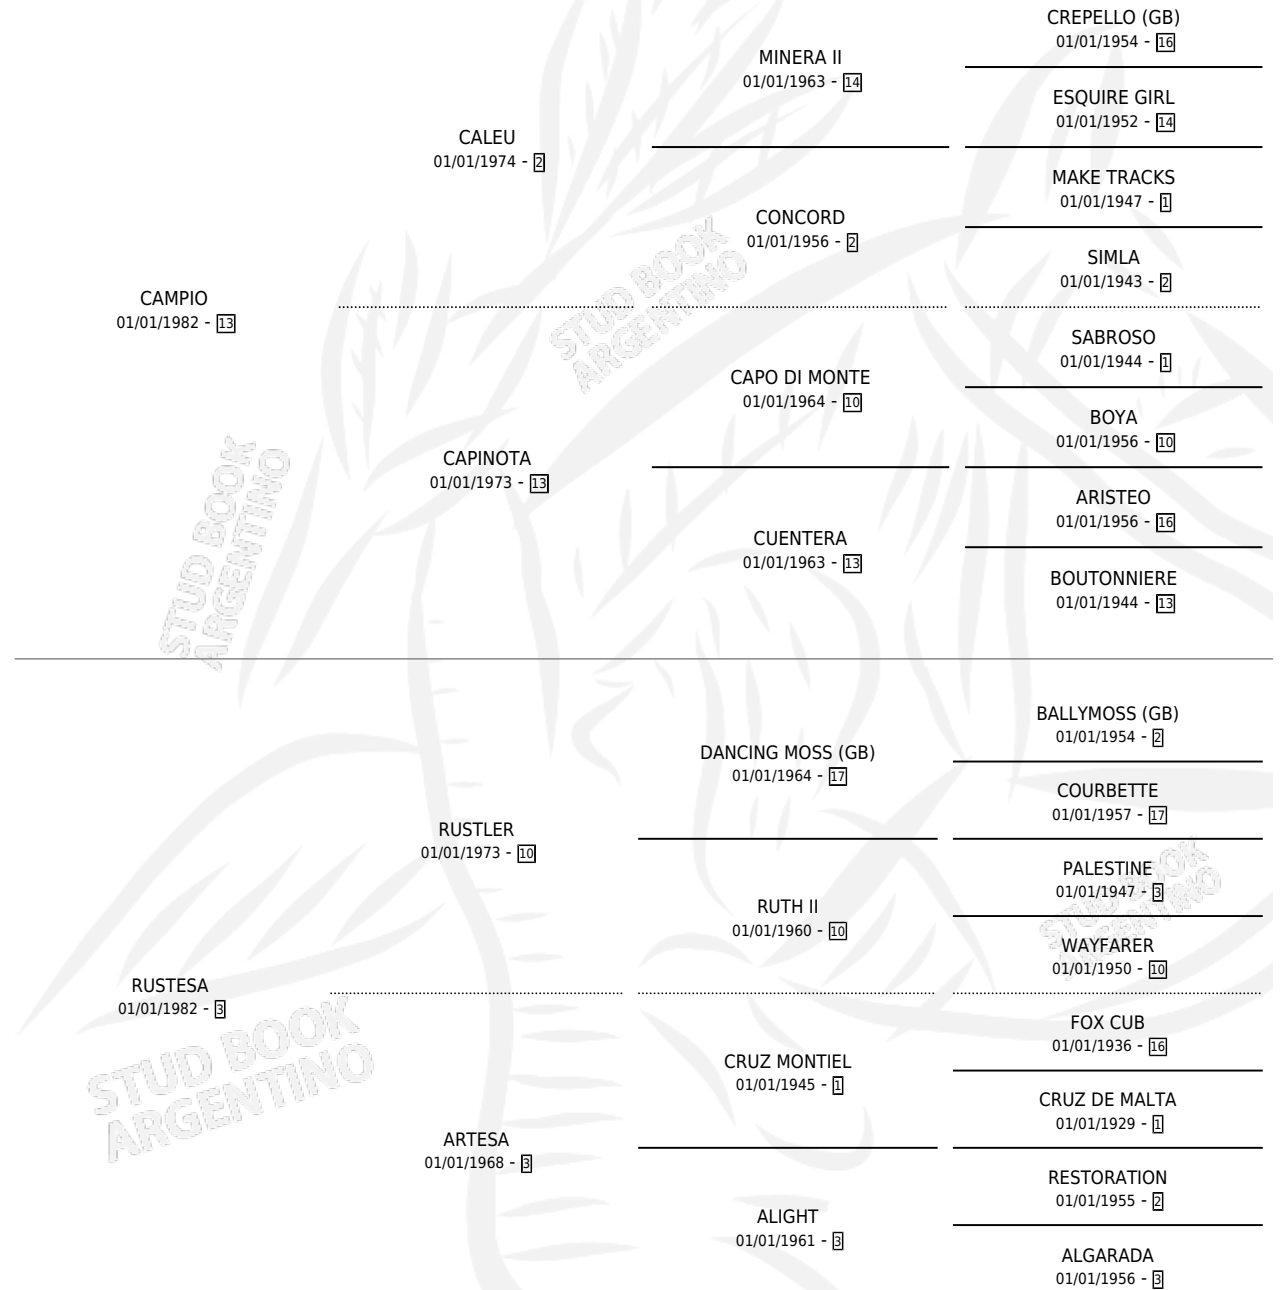 CREPELLO (GB)
01/01/1954 - 16
MINERA II
01/01/1963 - 14
ESQUIRE GIRL
01/01/1952 - 14
CALEU
01/01/1974 - 2
MAKE TRACKS
01/01/1947 - 1
CONCORD
01/01/1956 - 2
SIMLA
01/01/1943 - 2
CAMPIO
01/01/1982 - 13
SABROSO
01/01/1944 - 1
CAPO DI MONTE
01/01/1964 - 10
BOYA
01/01/1956 - 10
CAPINOTA
01/01/1973 - 13
ARISTEO
01/01/1956 - 16
CUENTERA
01/01/1963 - 13
BOUTONNIERE
01/01/1944 - 13
STUD BOOK
ARGENTINO
STUD BOOK
ARGENTINO
BALLYMOSS (GB)
01/01/1954 - 2
DANCING MOSS (GB)
01/01/1964 - 17
COURBETTE
01/01/1957 - 17
RUSTLER
01/01/1973 - 10
PALESTINE
01/01/1947 - 3
RUTH II
01/01/1960 - 10
WAYFARER
01/01/1950 - 10
RUSTESA
01/01/1982 - 3
FOX CUB
01/01/1936 - 16
CRUZ MONTIEL
01/01/1945 - 1
CRUZ DE MALTA
01/01/1929 - 1
ARTESA
01/01/1968 - 3
RESTORATION
01/01/1955 - 2
ALIGHT
01/01/1961 - 3
ALGARADA
01/01/1956 - 3
STUD BOOK
ARGENTINO
STUD BOOK
ARGENTINO